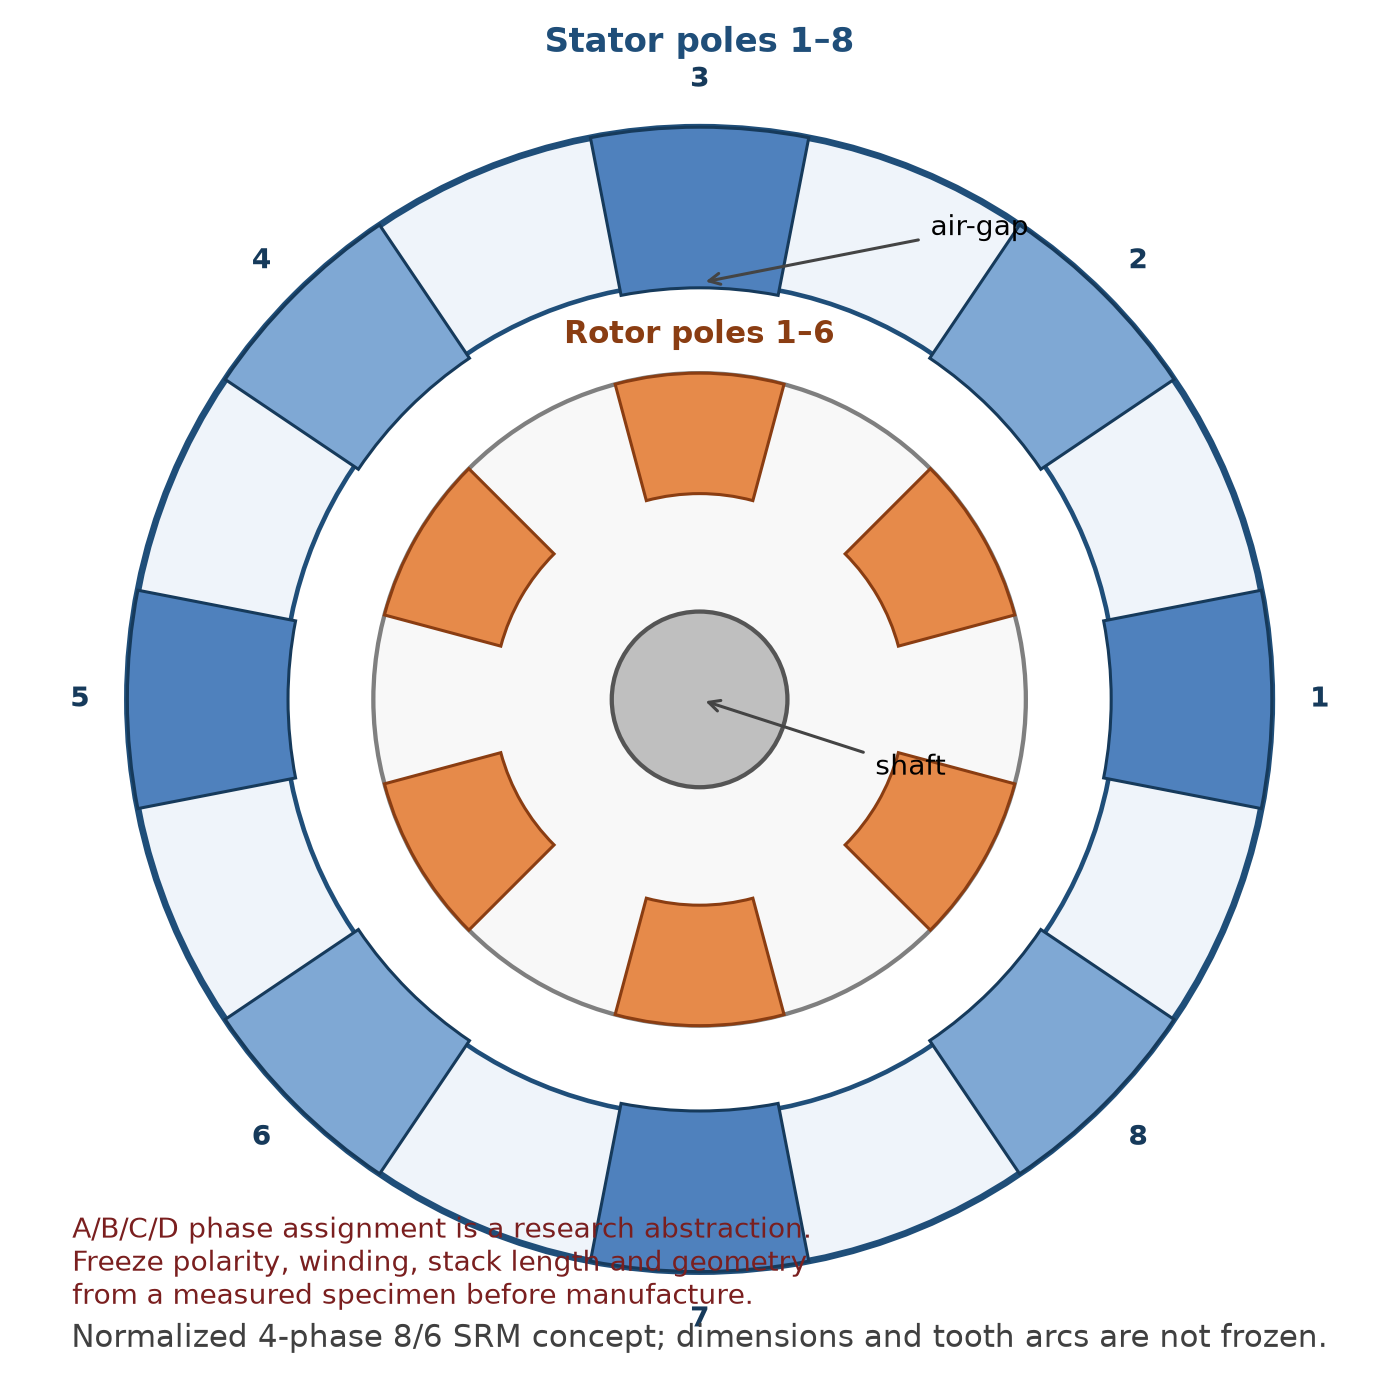 Stator poles 1–8
3
air-gap
4
2
Rotor poles 1–6
5
1
shaft
6
8
A/B/C/D phase assignment is a research abstraction.
Freeze polarity, winding, stack length and geometry
from a measured specimen before manufacture.
7
Normalized 4-phase 8/6 SRM concept; dimensions and tooth arcs are not frozen.